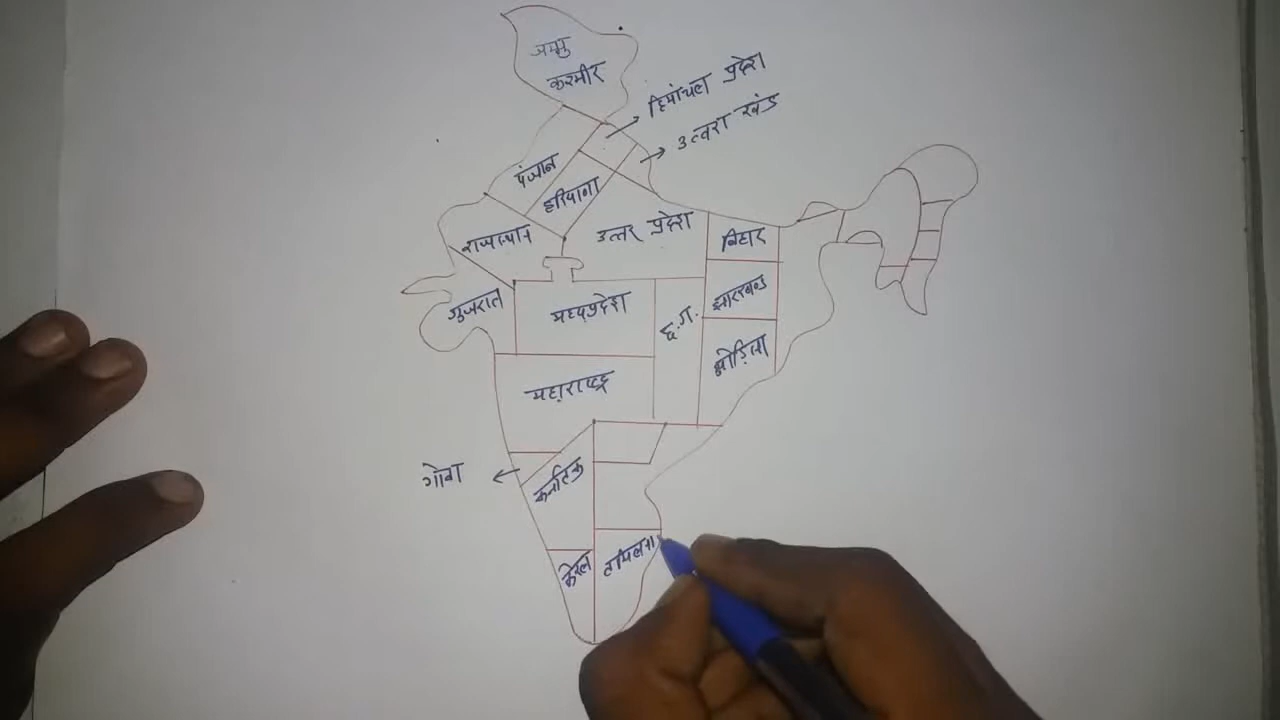 जम्मु
कश्मीर
हिमांचल प्रदेश
उत्तरा खंड
पंजाब
हरियाणा
राजस्थान
उत्तर प्रदेश
बिहार
गुजरात
मध्यप्रदेश
छ.ग.
झारखण्ड
ओड़िसा
महाराष्ट्र
गोवा
कर्नाटक
केरल
तमिलना